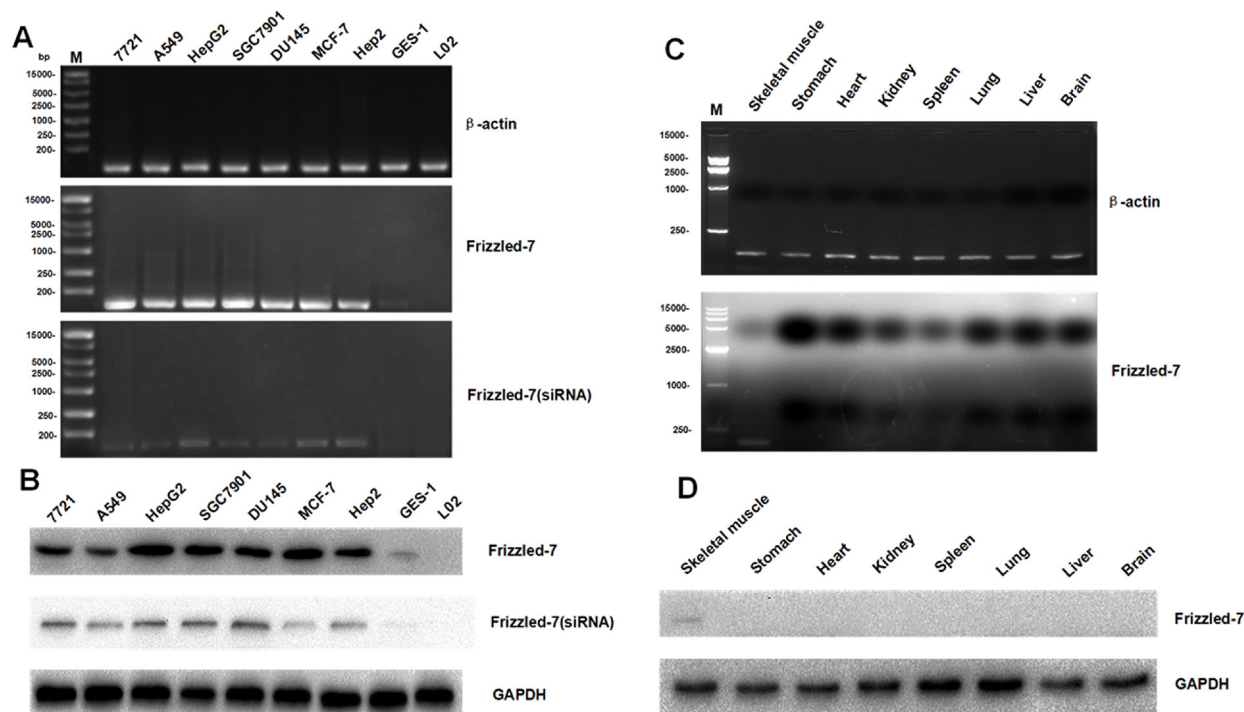 A
bp
M
7721
A549
HepG2
SGC7901
DU145
MCF-7
Hep2
GES-1
L02
15000-
5000-
2500-
1000-
250-
200-
β-actin
15000-
5000-
2500-
1000-
250-
200-
Frizzled-7
15000-
5000-
2500-
1000-
250-
200-
Frizzled-7(siRNA)
B
7721
A549
HepG2
SGC7901
DU145
MCF-7
Hep2
GES-1
L02
Frizzled-7
Frizzled-7(siRNA)
GAPDH
C
M
Skeletal muscle
Stomach
Heart
Kidney
Spleen
Lung
Liver
Brain
15000-
5000-
2500-
1000-
250-
β-actin
15000-
5000-
2500-
1000-
250-
Frizzled-7
D
Skeletal muscle
Stomach
Heart
Kidney
Spleen
Lung
Liver
Brain
Frizzled-7
GAPDH